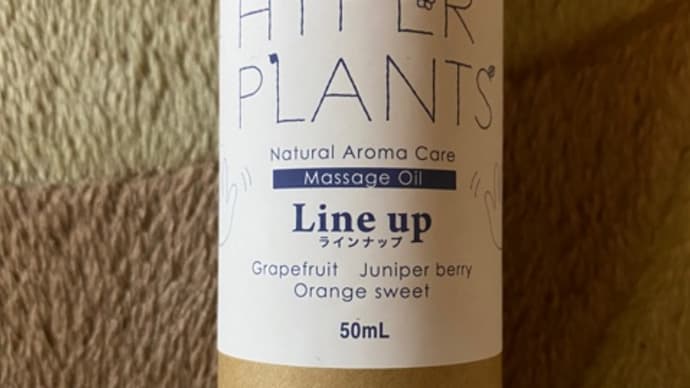 HYPER
PLANTS
Natural Aroma Care
Massage Oil
Line up
ラインナップ
Grapefruit Juniper berry
Orange sweet
50mL